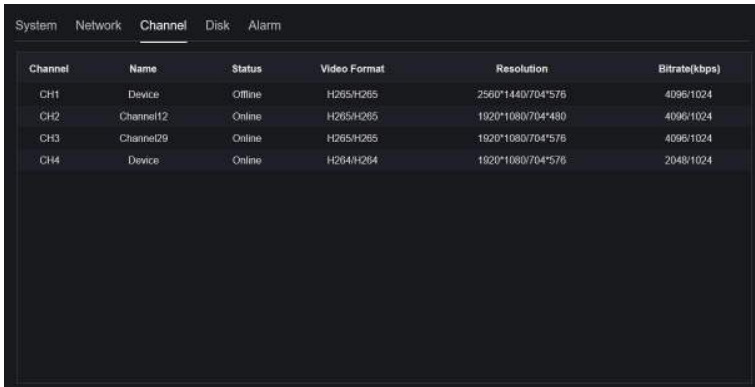 System Network Channel Disk Alarm
Channel Name Status Video Format Resolution Bitrate(kbps)
CH1 Device Offline H265/H265 2560*1440/704*576 4096/1024
CH2 Channel12 Online H265/H265 1920*1080/704*480 4096/1024
CH3 Channel29 Online H265/H265 1920*1080/704*576 4096/1024
CH4 Device Online H264/H264 1920*1080/704*576 2048/1024